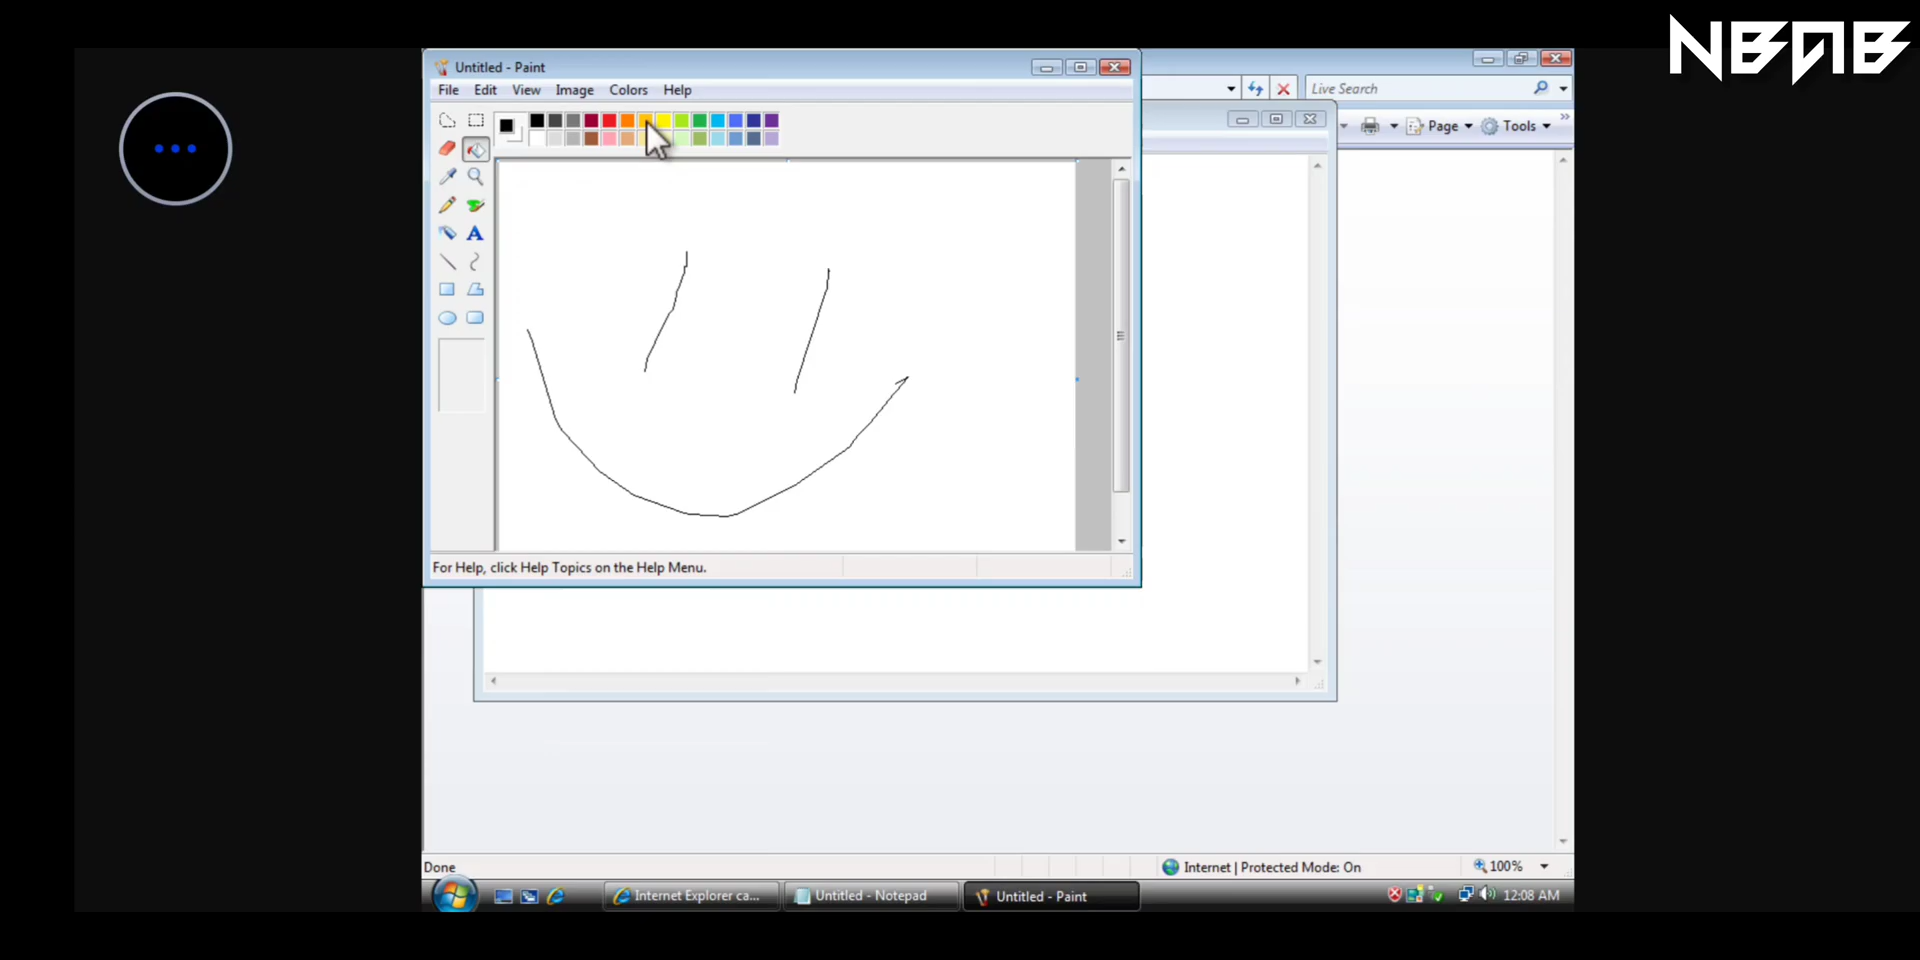 NBAB
Untitled - Paint
File Edit View Image Colors Help
Live Search
Page
Tools
A
For Help, click Help Topics on the Help Menu.
Done
Internet | Protected Mode: On
100%
Internet Explorer ca...
Untitled - Notepad
Untitled - Paint
12:08 AM